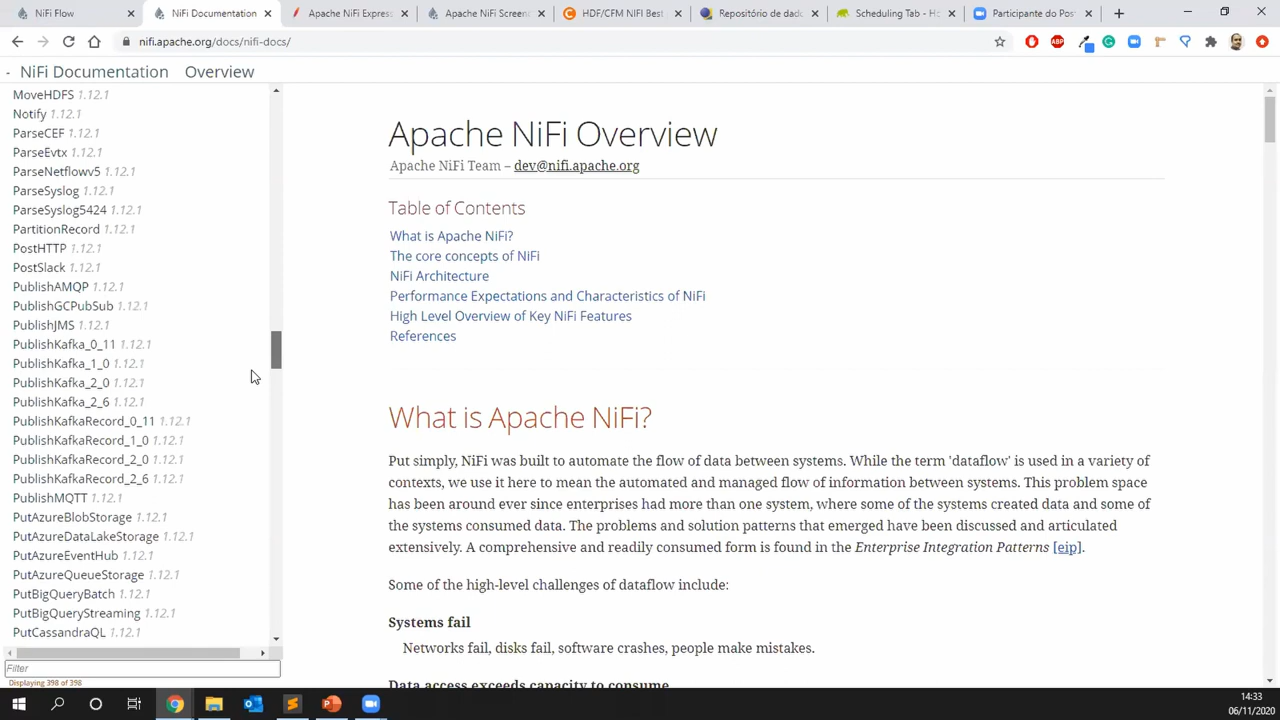 NiFi Flow
NiFi Documentation
Apache NiFi Expres
Apache NiFi Screen
HDF/CFM NIFI Best
Repositório de dado
Scheduling Tab - H
Participante do Pos
nifi.apache.org/docs/nifi-docs/
ABP
NiFi Documentation Overview
MoveHDFS 1.12.1
Notify 1.12.1
ParseCEF 1.12.1
ParseEvtx 1.12.1
ParseNetflowv5 1.12.1
ParseSyslog 1.12.1
ParseSyslog5424 1.12.1
PartitionRecord 1.12.1
PostHTTP 1.12.1
PostSlack 1.12.1
PublishAMQP 1.12.1
PublishGCPubSub 1.12.1
PublishJMS 1.12.1
PublishKafka_0_11 1.12.1
PublishKafka_1_0 1.12.1
PublishKafka_2_0 1.12.1
PublishKafka_2_6 1.12.1
PublishKafkaRecord_0_11 1.12.1
PublishKafkaRecord_1_0 1.12.1
PublishKafkaRecord_2_0 1.12.1
PublishKafkaRecord_2_6 1.12.1
PublishMQTT 1.12.1
PutAzureBlobStorage 1.12.1
PutAzureDataLakeStorage 1.12.1
PutAzureEventHub 1.12.1
PutAzureQueueStorage 1.12.1
PutBigQueryBatch 1.12.1
PutBigQueryStreaming 1.12.1
PutCassandraQL 1.12.1
Filter
Displaying 398 of 398
Apache NiFi Overview
Apache NiFi Team – dev@nifi.apache.org
Table of Contents
What is Apache NiFi?
The core concepts of NiFi
NiFi Architecture
Performance Expectations and Characteristics of NiFi
High Level Overview of Key NiFi Features
References
What is Apache NiFi?
Put simply, NiFi was built to automate the flow of data between systems. While the term 'dataflow' is used in a variety of
contexts, we use it here to mean the automated and managed flow of information between systems. This problem space
has been around ever since enterprises had more than one system, where some of the systems created data and some of
the systems consumed data. The problems and solution patterns that emerged have been discussed and articulated
extensively. A comprehensive and readily consumed form is found in the Enterprise Integration Patterns [eip].
Some of the high-level challenges of dataflow include:
Systems fail
Networks fail, disks fail, software crashes, people make mistakes.
Data access exceeds capacity to consume
14:33
06/11/2020